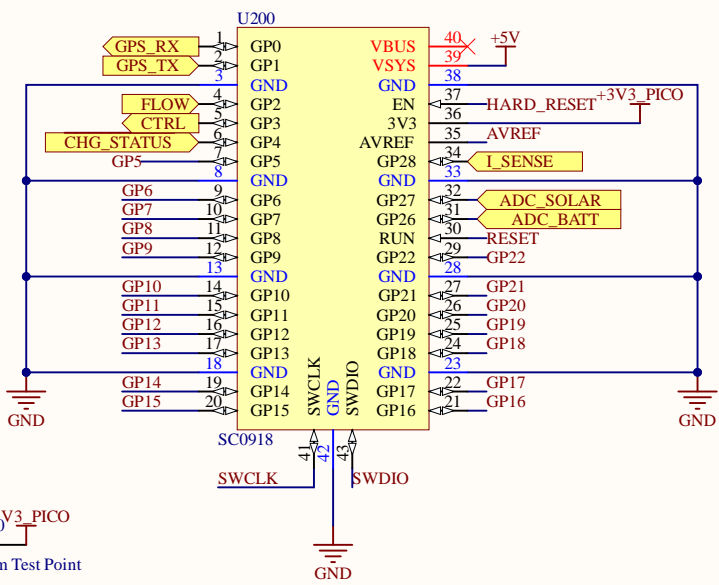 U200
GPS_RX 1 GP0 VBUS 40 +5V
GPS_TX 2 GP1 VSYS 39
3 GND GND 38
FLOW 4 GP2 EN 37 HARD_RESET +3V3_PICO
CTRL 5 GP3 3V3 36
CHG_STATUS 6 GP4 AVREF 35 AVREF
GP5 7 GP5 GP28 34 I_SENSE
8 GND GND 33
GP6 9 GP6 GP27 32 ADC_SOLAR
GP7 10 GP7 GP26 31 ADC_BATT
GP8 11 GP8 RUN 30 RESET
GP9 12 GP9 GP22 29 GP22
13 GND GND 28
GP10 14 GP10 GP21 27 GP21
GP11 15 GP11 GP20 26 GP20
GP12 16 GP12 GP19 25 GP19
GP13 17 GP13 GP18 24 GP18
18 GND GND 23
GP14 19 GP14 GP17 22 GP17
GP15 20 GP15 GP16 21 GP16
SWCLK GND SWDIO
GND GND
SC0918
41 42 43
SWCLK SWDIO
V3_PICO
Test Point
GND